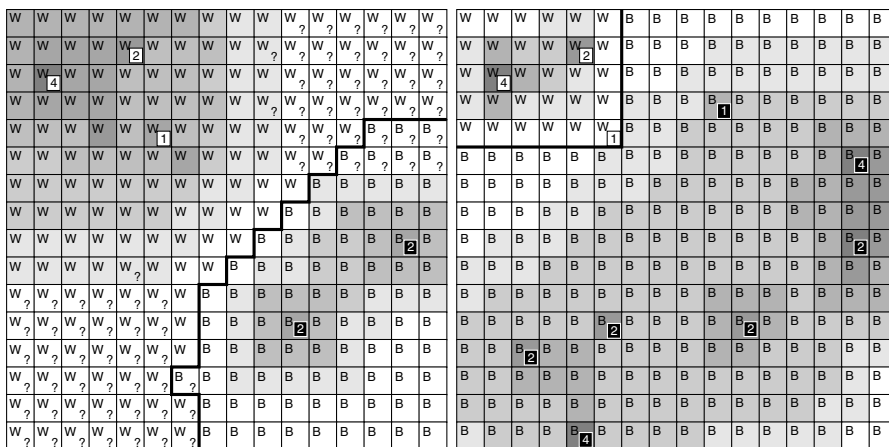 W W W W W W W W W W W? W? W? W? W? W? W W W W W W B B B B B B B B B B
W W W W W 2 W W W W W? W? W? W? W? W? W? W W W W W 2 W B B B B B B B B B B
W W 4 W W W W W W W W W? W? W? W? W? W? W W 4 W W W W B B B B B B B B B B
W W W W W W W W W W? W? W? W? W? W? W? W W W W W W B B B B 1 B B B B B B
W W W W W W 1 W W W W W? W? W? B? B? B? W W W W W W 1 B B B B B B B B B B
W W W W W W W W W W W? W? B? B? B? B? B B B B B B B B B B B B B B B 4 B
W W W W W W W W W W W B B B B B B B B B B B B B B B B B B B B B
W W W W W W W W W W B B B B B B B B B B B B B B B B B B B B B B
W W W W W W W W W B B B B B B 2 B B B B B B B B B B B B B B B B 2 B
W W W W W? W W W B B B B B B B B B B B B B B B B B B B B B B B B
W? W? W? W? W? W? W B B B B B B B B B B B B B B B B B B B B B B B B B
W? W? W? W? W? W? W B B B B 2 B B B B B B B B B B B 2 B B B B B 2 B B B B B
W? W? W? W? W? W? W B B B B B B B B B B B B 2 B B B B B B B B B B B B B
W? W? W? W? W? W? B? B B B B B B B B B B B B B B B B B B B B B B B B B
W? W? W? W? W? W? W? B B B B B B B B B B B B B B B B B B B B B B B B B
W? W? W? W? W? W? W? B B B B B B B B B B B B B B 4 B B B B B B B B B B B